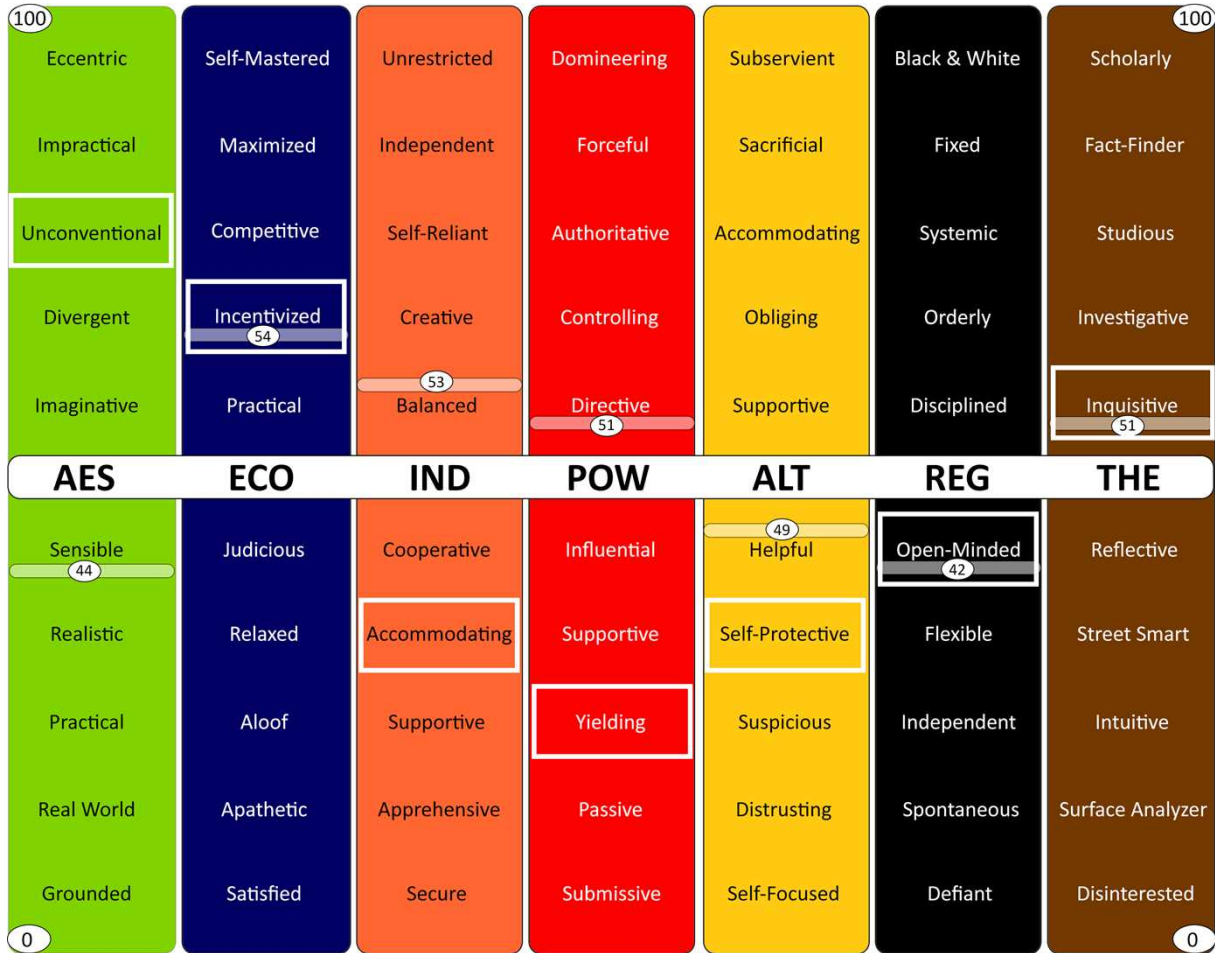 100 100
Eccentric Self-Mastered Unrestricted Domineering Subservient Black & White Scholarly
Impractical Maximized Independent Forceful Sacrificial Fixed Fact-Finder
Unconventional Competitive Self-Reliant Authoritative Accommodating Systemic Studious
Divergent Incentivized Creative Controlling Obliging Orderly Investigative
54
53
Imaginative Practical Balanced Directive Supportive Disciplined Inquisitive
51 51
AES ECO IND POW ALT REG THE
49
Sensible Judicious Cooperative Influential Helpful Open-Minded Reflective
44 42
Realistic Relaxed Accommodating Supportive Self-Protective Flexible Street Smart
Practical Aloof Supportive Yielding Suspicious Independent Intuitive
Real World Apathetic Apprehensive Passive Distrusting Spontaneous Surface Analyzer
Grounded Satisfied Secure Submissive Self-Focused Defiant Disinterested
0 0